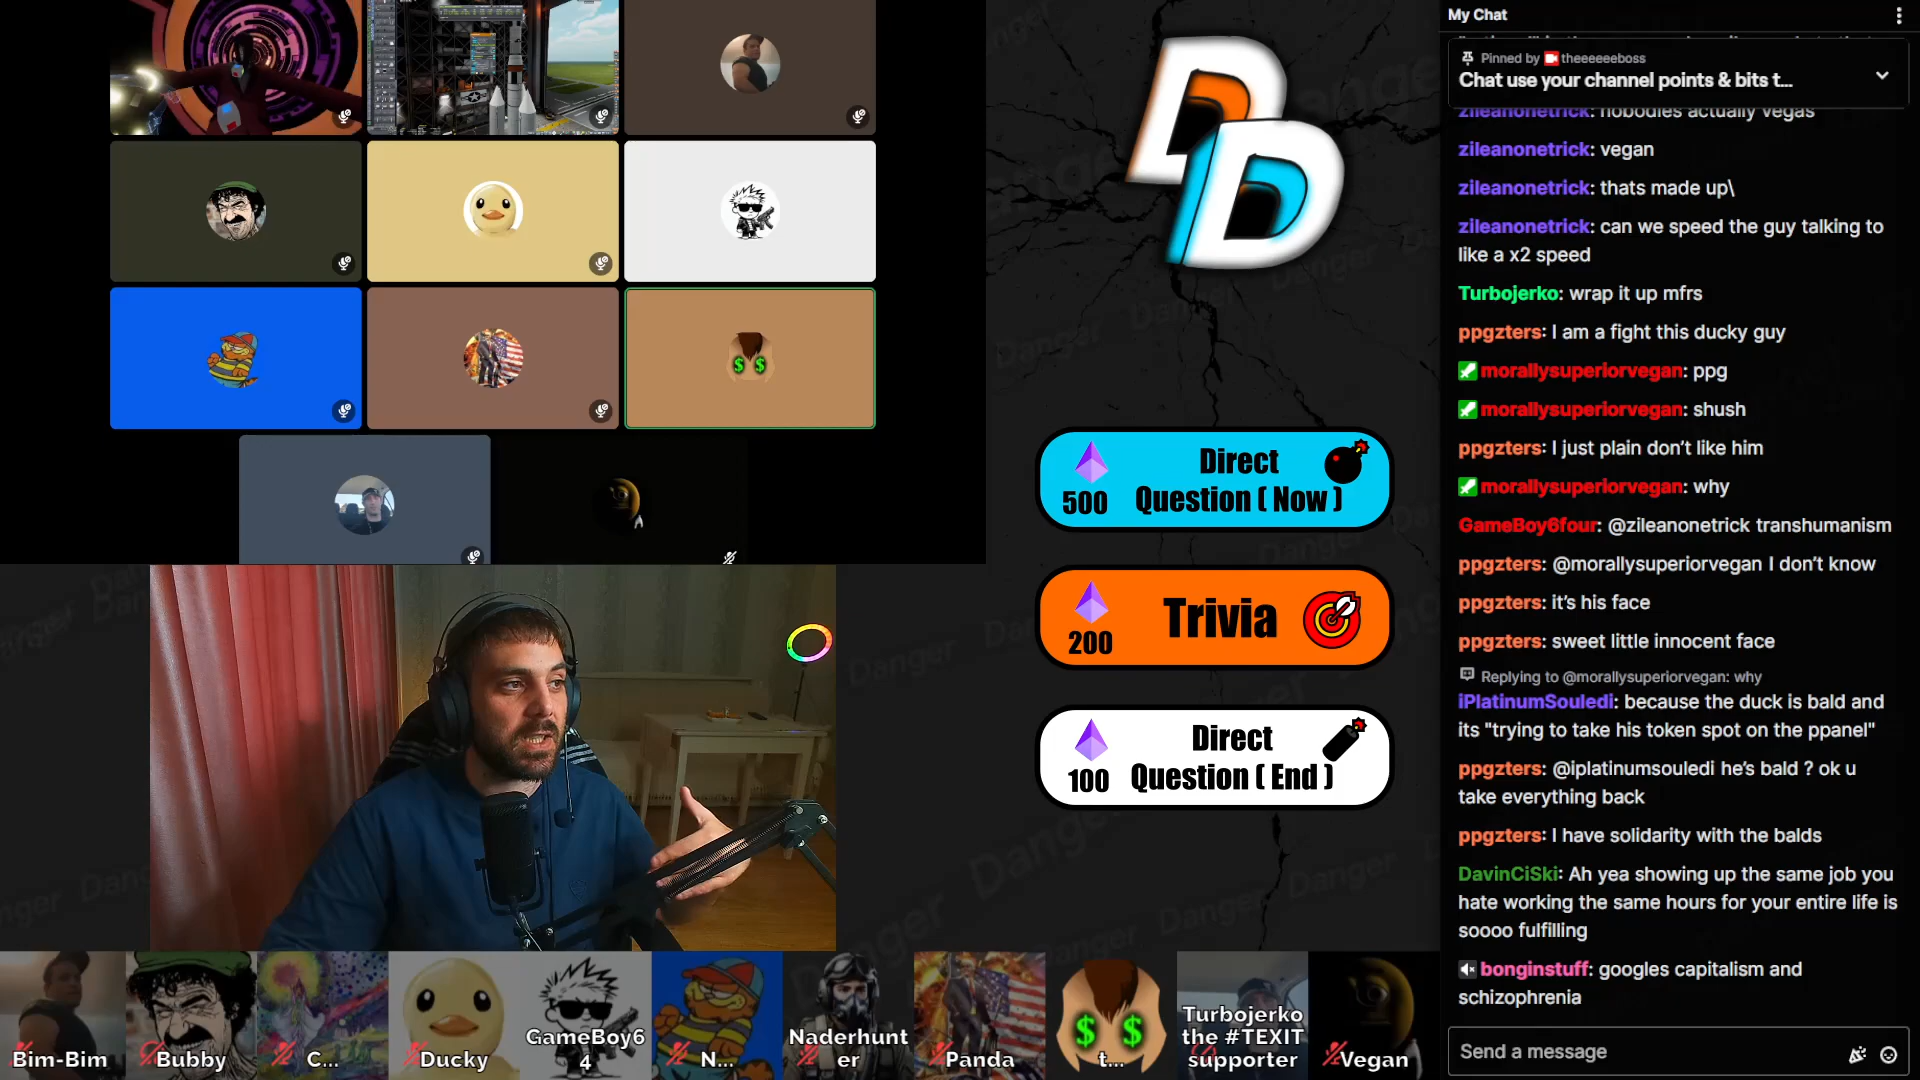 500
Direct
Question ( Now )
200
Trivia
100
Direct
Question ( End )
Bim-Bim
Bubby
C...
Ducky
GameBoy6
4
N...
Naderhunt
er
Panda
t...
Turbojerko
the #TEXIT
supporter
Vegan
My Chat
Pinned by theeeeeeboss
Chat use your channel points & bits t...
zileanonetrick: nobodies actually vegas
zileanonetrick: vegan
zileanonetrick: thats made up\
zileanonetrick: can we speed the guy talking to
like a x2 speed
Turbojerko: wrap it up mfrs
ppgzters: I am a fight this ducky guy
morallysuperiorvegan: ppg
morallysuperiorvegan: shush
ppgzters: I just plain don't like him
morallysuperiorvegan: why
GameBoy6four: @zileanonetrick transhumanism
ppgzters: @morallysuperiorvegan I don't know
ppgzters: it's his face
ppgzters: sweet little innocent face
Replying to @morallysuperiorvegan: why
iPlatinumSouledi: because the duck is bald and
its "trying to take his token spot on the ppanel"
ppgzters: @iplatinumsouledi he's bald ? ok u
take everything back
ppgzters: I have solidarity with the balds
DavinCiSki: Ah yea showing up the same job you
hate working the same hours for your entire life is
soooo fulfilling
bonginstuff: googles capitalism and
schizophrenia
Send a message